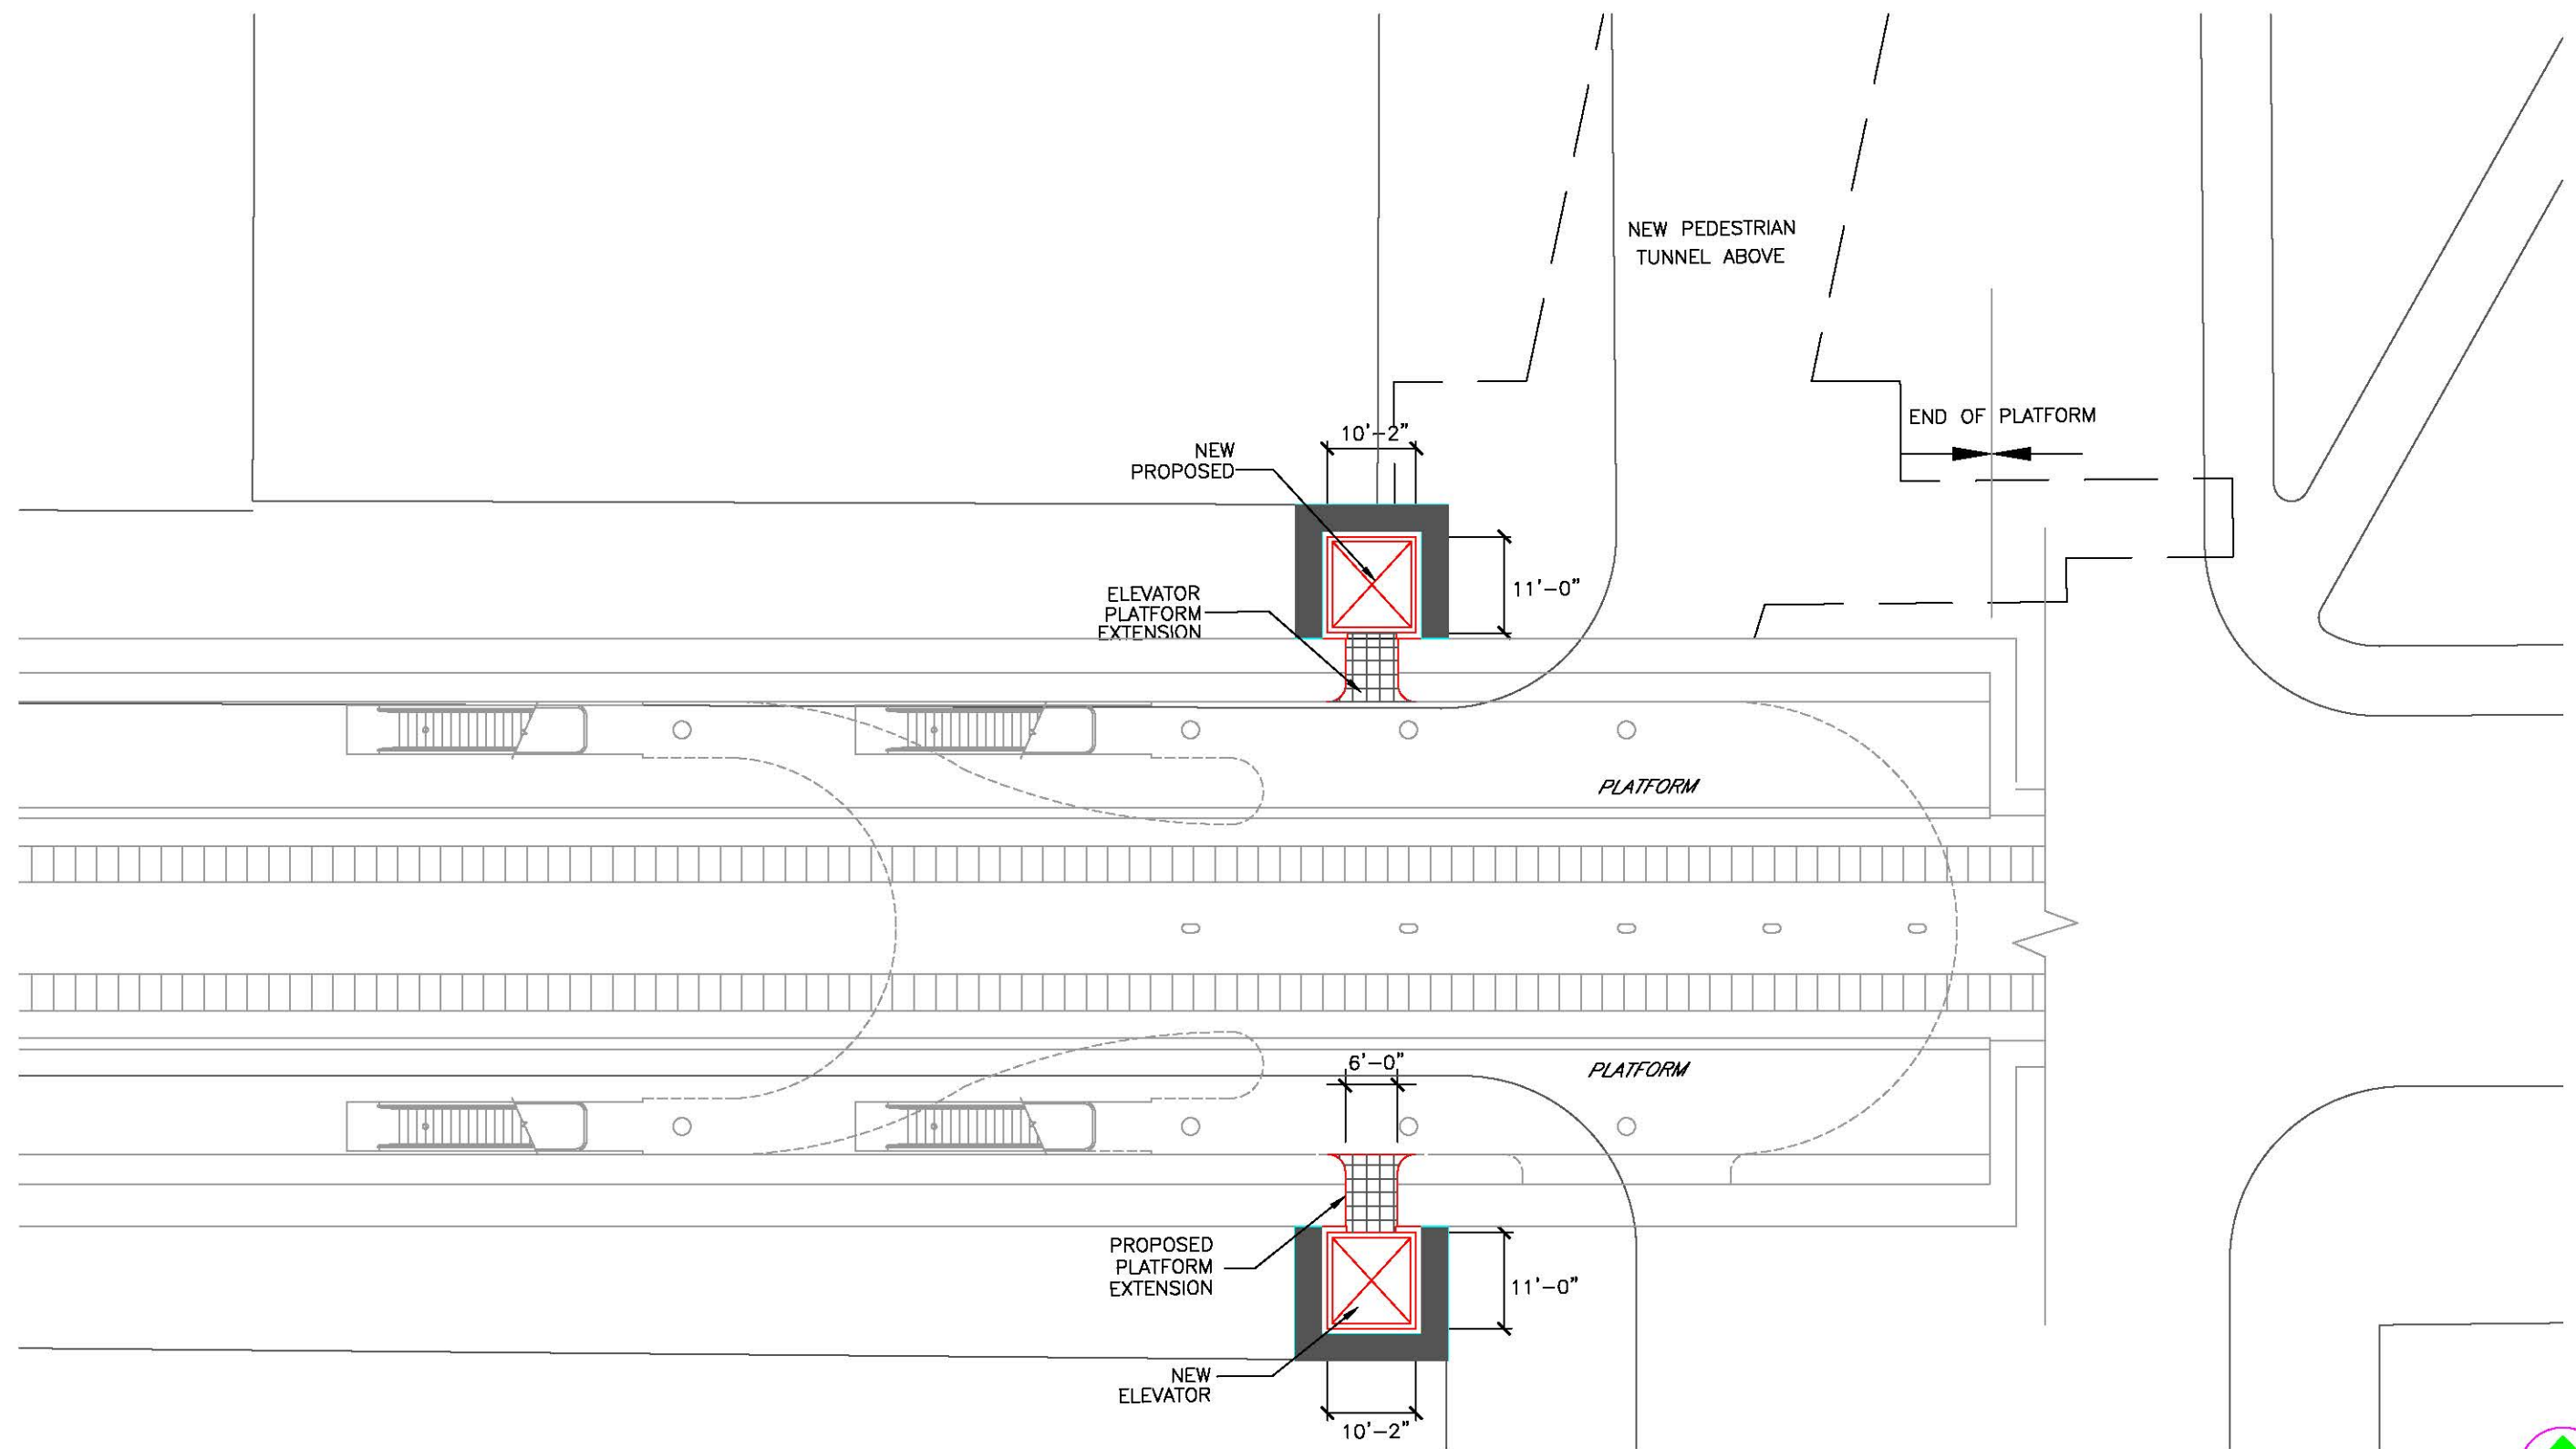 NEW PEDESTRIAN
TUNNEL ABOVE
END OF PLATFORM
10'-2"
NEW
PROPOSED
11'-0"
ELEVATOR
PLATFORM
EXTENSION
PLATFORM
6'-0"
PLATFORM
PROPOSED
PLATFORM
EXTENSION
11'-0"
NEW
ELEVATOR
10'-2"